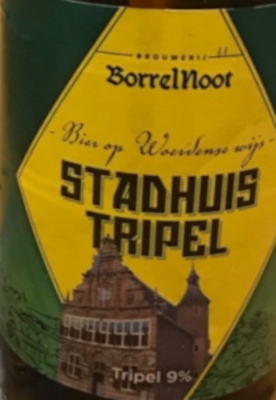 BROUWERIJ
BorrelNoot
- Bier op Woerdense wijs -
STADHUIS
TRIPEL
Tripel 9%